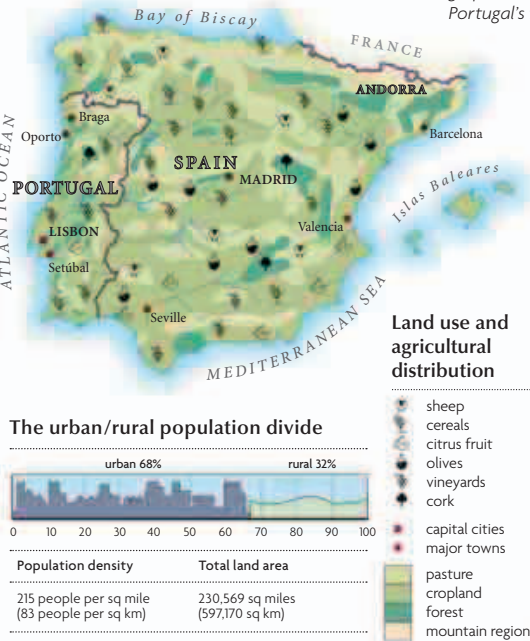 Portugal's
Bay of Biscay
FRANCE
ANDORRA
Braga
Oporto
Barcelona
ATLANTIC OCEAN
SPAIN
MADRID
PORTUGAL
Islas Baleares
Valencia
LISBON
Setúbal
Seville
MEDITERRANEAN SEA
Land use and
agricultural
distribution
sheep
cereals
citrus fruit
olives
vineyards
cork
capital cities
major towns
pasture
cropland
forest
mountain region
The urban/rural population divide
urban 68%
rural 32%
0 10 20 30 40 50 60 70 80 90 100
Population density
Total land area
215 people per sq mile
(83 people per sq km)
230,569 sq miles
(597,170 sq km)